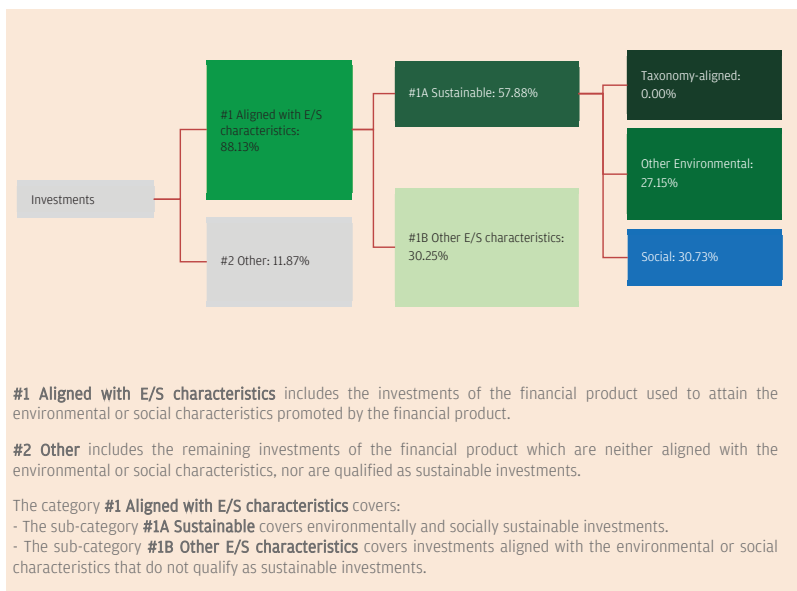 Investments
#1 Aligned with E/S
characteristics:
88.13%
#2 Other: 11.87%
#1A Sustainable: 57.88%
#1B Other E/S characteristics:
30.25%
Taxonomy-aligned:
0.00%
Other Environmental:
27.15%
Social: 30.73%
#1 Aligned with E/S characteristics includes the investments of the financial product used to attain the
environmental or social characteristics promoted by the financial product.
#2 Other includes the remaining investments of the financial product which are neither aligned with the
environmental or social characteristics, nor are qualified as sustainable investments.
The category #1 Aligned with E/S characteristics covers:
- The sub-category #1A Sustainable covers environmentally and socially sustainable investments.
- The sub-category #1B Other E/S characteristics covers investments aligned with the environmental or social
characteristics that do not qualify as sustainable investments.